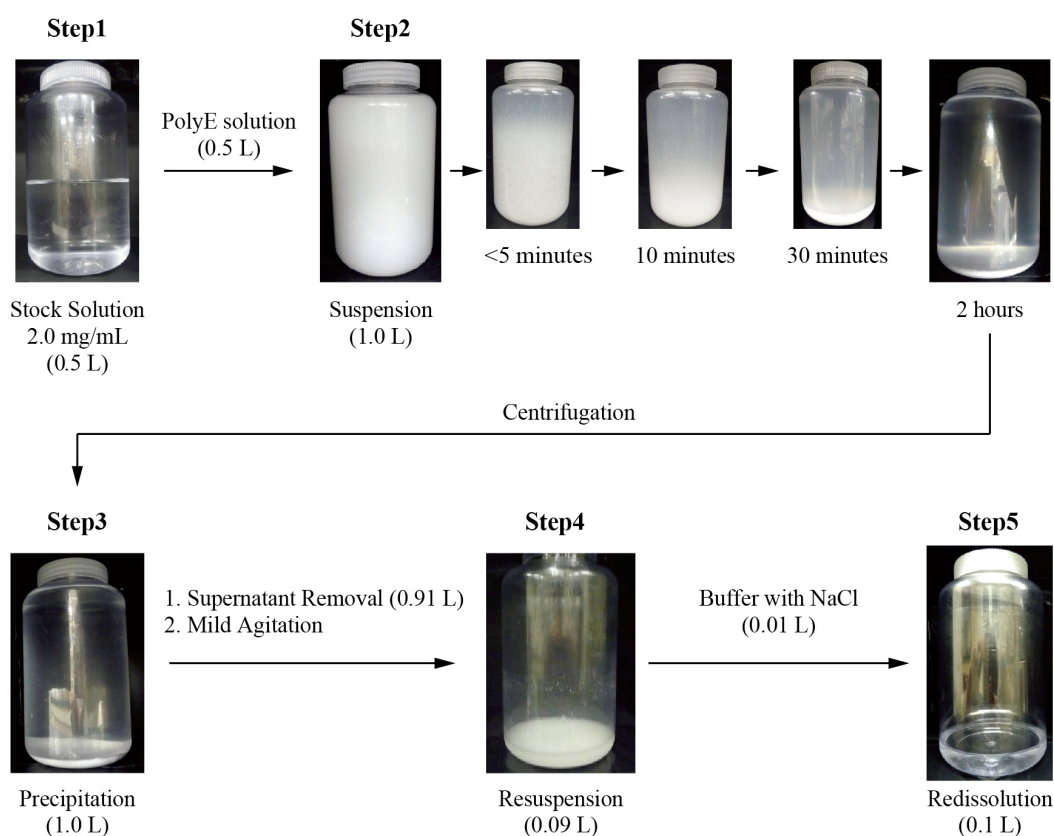 Step1
Step2
PolyE solution
(0.5 L)
<5 minutes
10 minutes
30 minutes
Stock Solution
2.0 mg/mL
(0.5 L)
Suspension
(1.0 L)
2 hours
Centrifugation
Step3
Step4
Step5
1. Supernatant Removal (0.91 L)
2. Mild Agitation
Buffer with NaCl
(0.01 L)
Precipitation
(1.0 L)
Resuspension
(0.09 L)
Redissolution
(0.1 L)